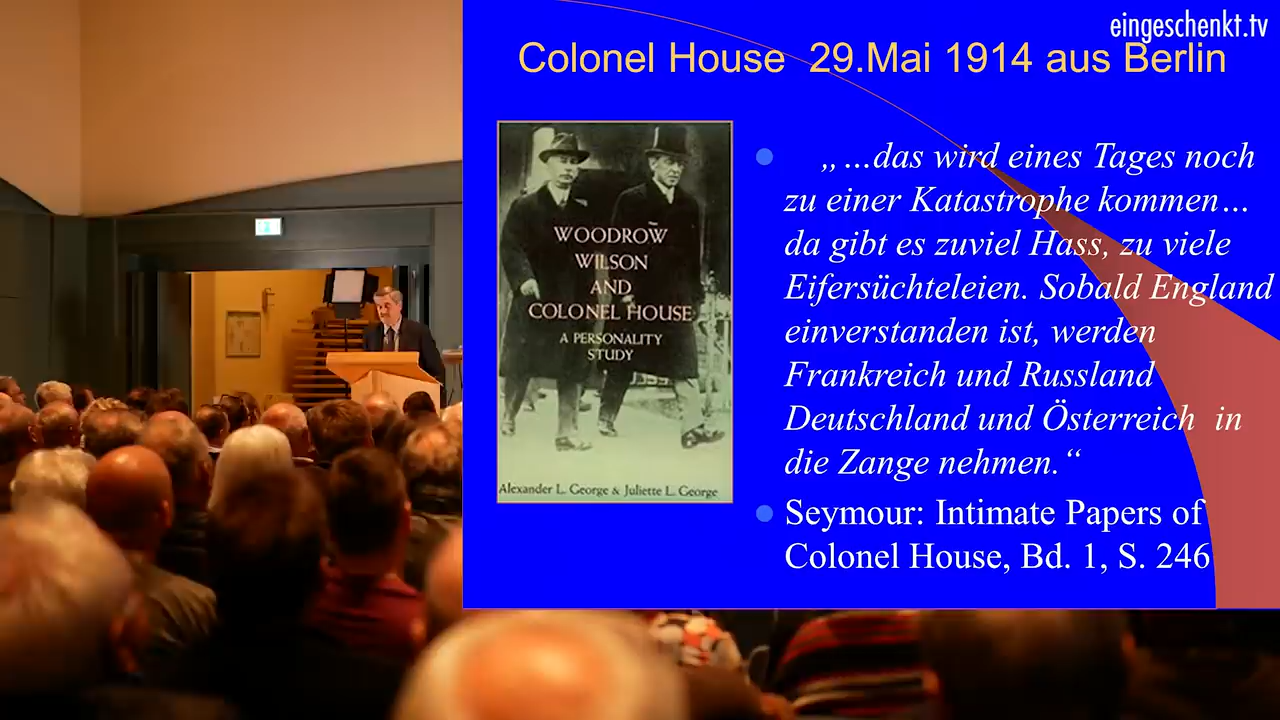 eingeschenkt.tv
Colonel House 29.Mai 1914 aus Berlin
WOODROW
WILSON
AND
COLONEL HOUSE
A PERSONALITY
STUDY
Alexander L. George & Juliette L. George
„…das wird eines Tages noch
zu einer Katastrophe kommen…
da gibt es zuviel Hass, zu viele
Eifersüchteleien. Sobald England
einverstanden ist, werden
Frankreich und Russland
Deutschland und Österreich in
die Zange nehmen.“
Seymour: Intimate Papers of
Colonel House, Bd. 1, S. 246